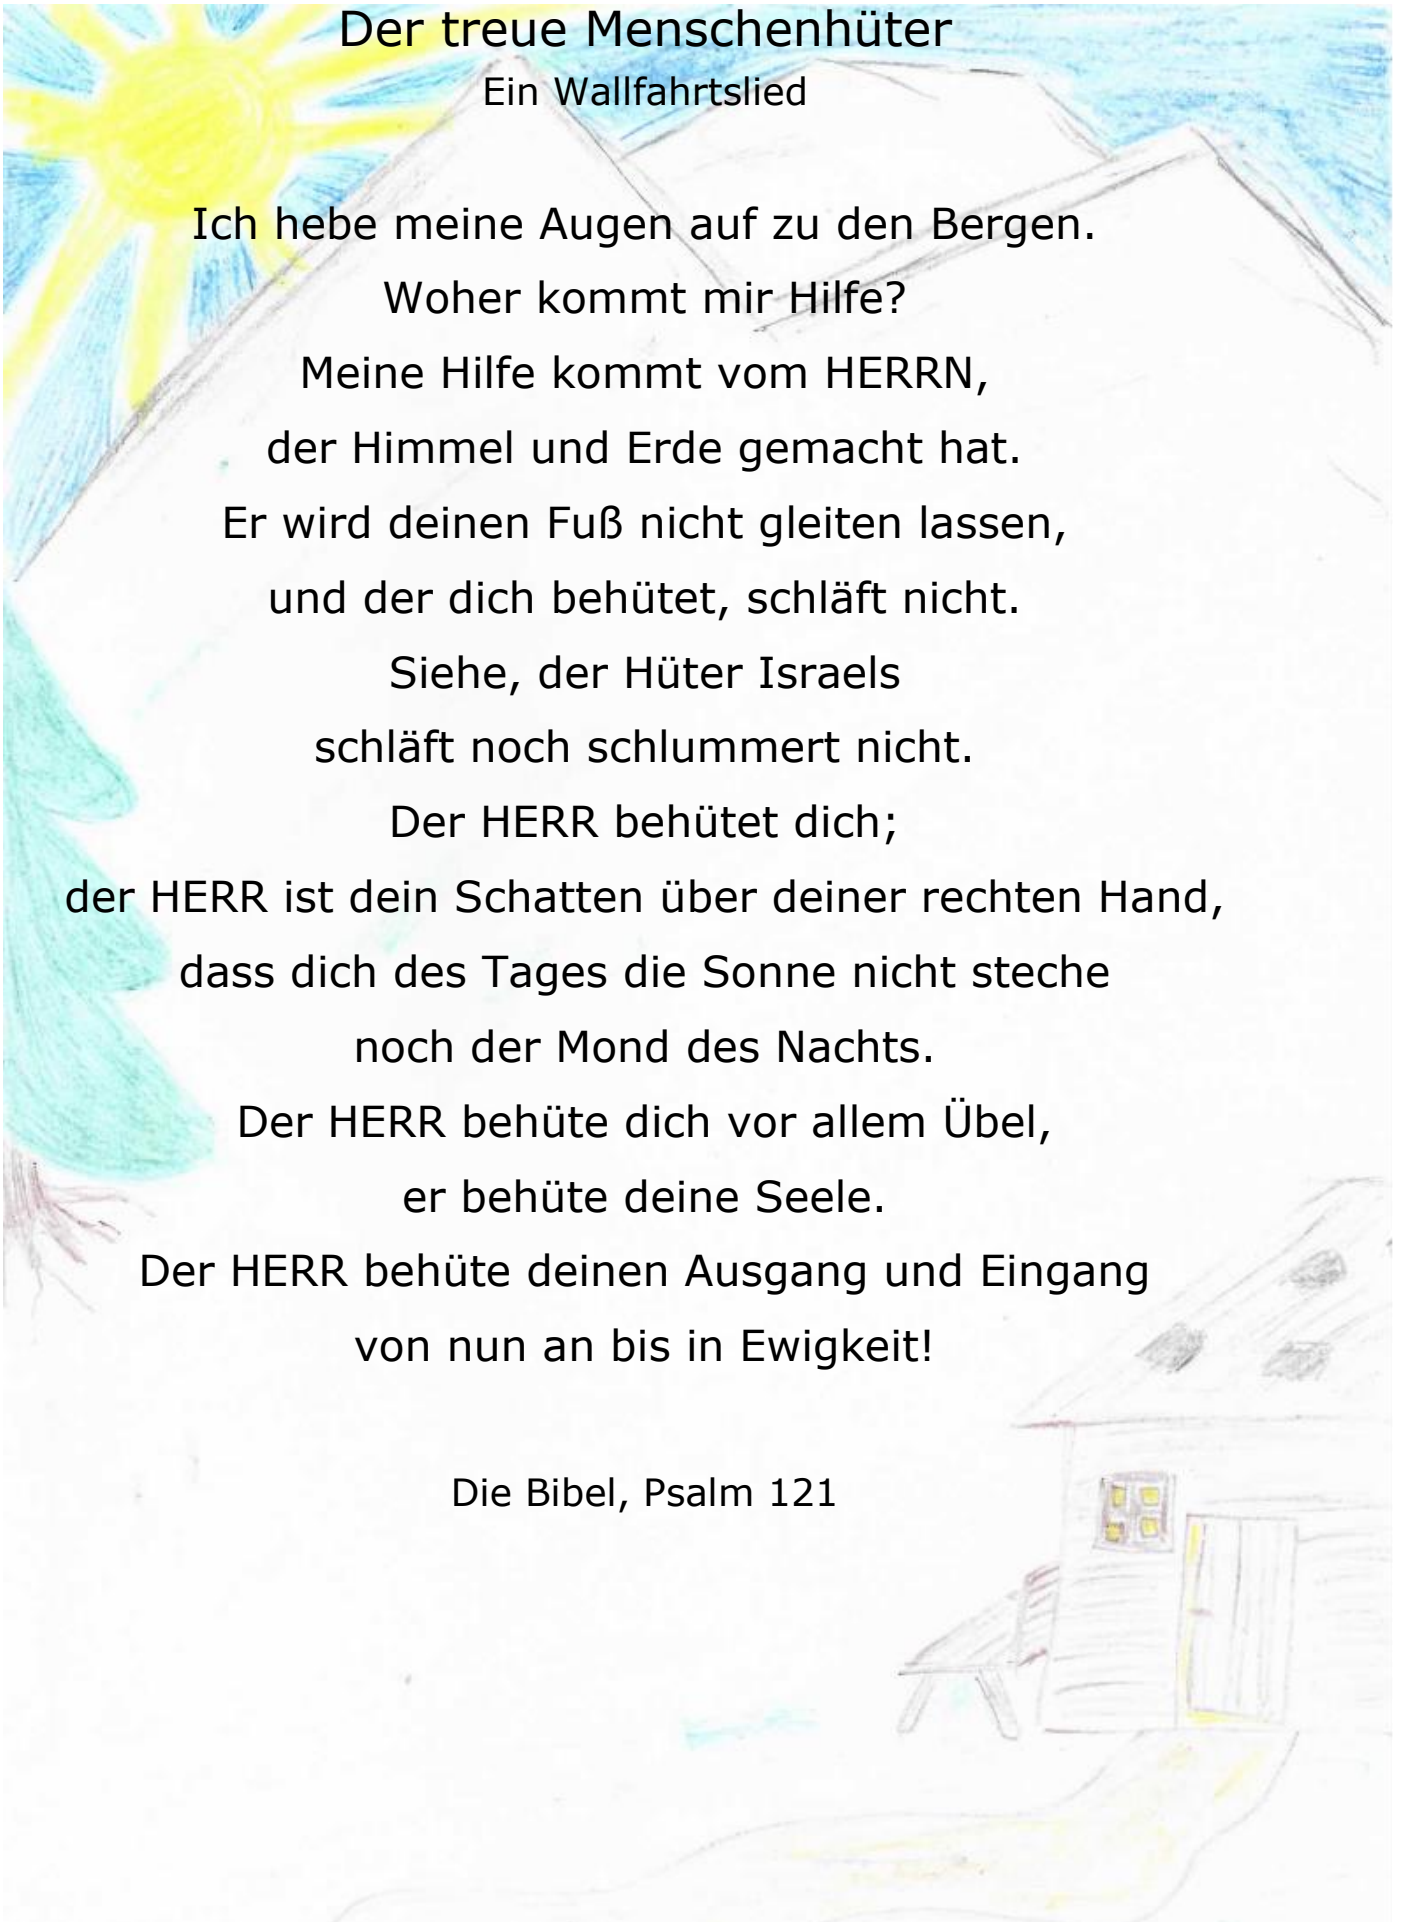 Der treue Menschenhüter
Ein Wallfahrtslied
Ich hebe meine Augen auf zu den Bergen.
Woher kommt mir Hilfe?
Meine Hilfe kommt vom HERRN,
der Himmel und Erde gemacht hat.
Er wird deinen Fuß nicht gleiten lassen,
und der dich behütet, schläft nicht.
Siehe, der Hüter Israels
schläft noch schlummert nicht.
Der HERR behütet dich;
der HERR ist dein Schatten über deiner rechten Hand,
dass dich des Tages die Sonne nicht steche
noch der Mond des Nachts.
Der HERR behüte dich vor allem Übel,
er behüte deine Seele.
Der HERR behüte deinen Ausgang und Eingang
von nun an bis in Ewigkeit!
Die Bibel, Psalm 121